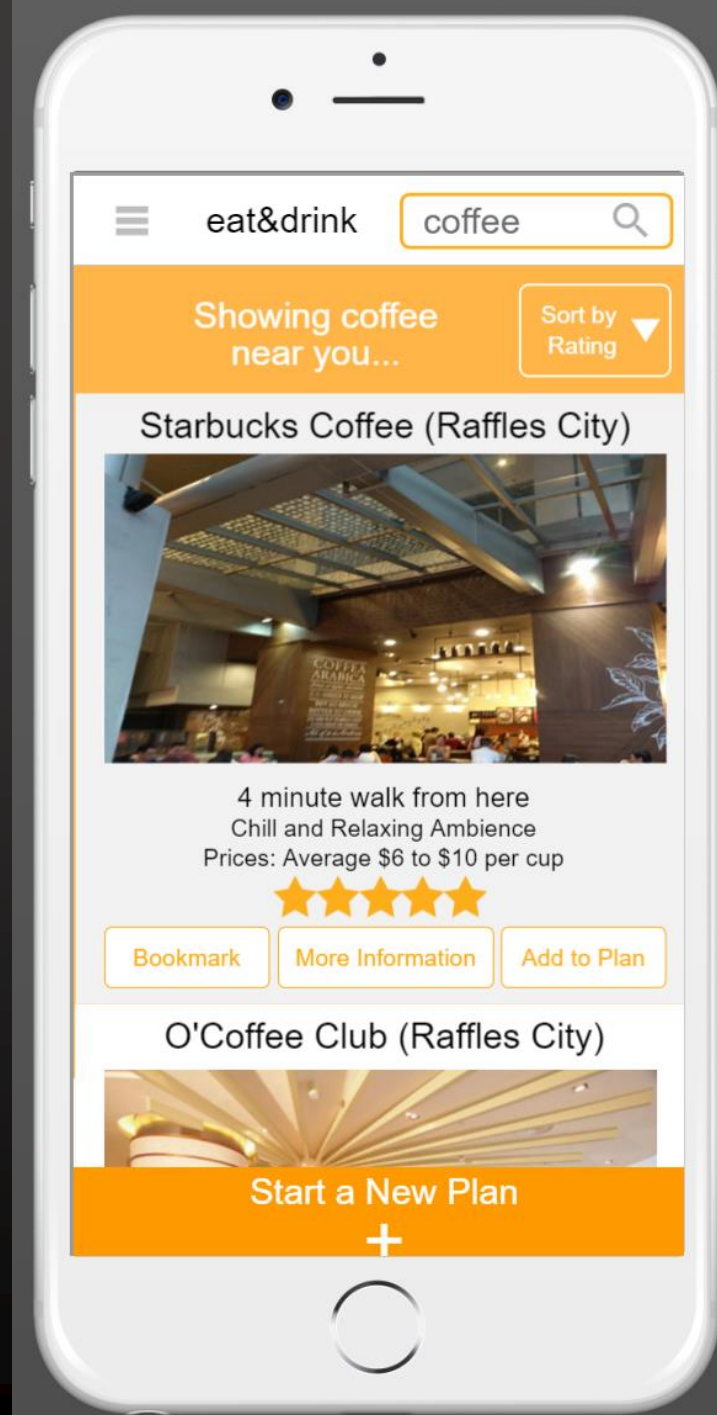 eat&drink
coffee
Showing coffee
near you...
Sort by
Rating
Starbucks Coffee (Raffles City)
COFFEA
ARABICA
4 minute walk from here
Chill and Relaxing Ambience
Prices: Average $6 to $10 per cup
Bookmark
More Information
Add to Plan
O'Coffee Club (Raffles City)
Start a New Plan
+